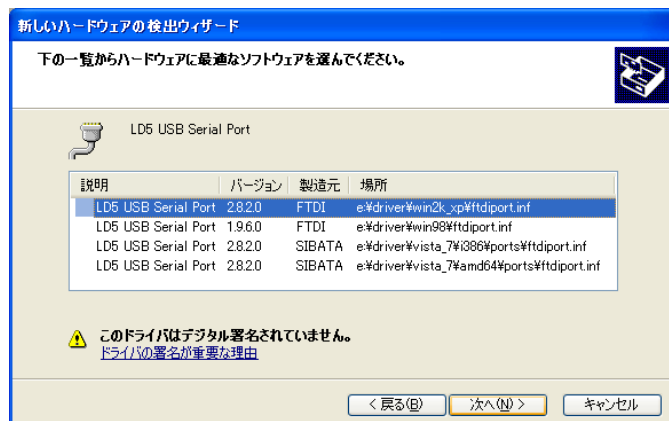 新しいハードウェアの検出ウィザード
下の一覧からハードウェアに最適なソフトウェアを選んでください。
LD5 USB Serial Port
説明 バージョン 製造元 場所
LD5 USB Serial Port 2.8.2.0 FTDI e:¥driver¥win2k_xp¥ftdiport.inf
LD5 USB Serial Port 1.9.6.0 FTDI e:¥driver¥win98¥ftdiport.inf
LD5 USB Serial Port 2.8.2.0 SIBATA e:¥driver¥vista_7¥i386¥ports¥ftdiport.inf
LD5 USB Serial Port 2.8.2.0 SIBATA e:¥driver¥vista_7¥amd64¥ports¥ftdiport.inf
このドライバはデジタル署名されていません。
ドライバの署名が重要な理由
< 戻る(B) 次へ(N) > キャンセル